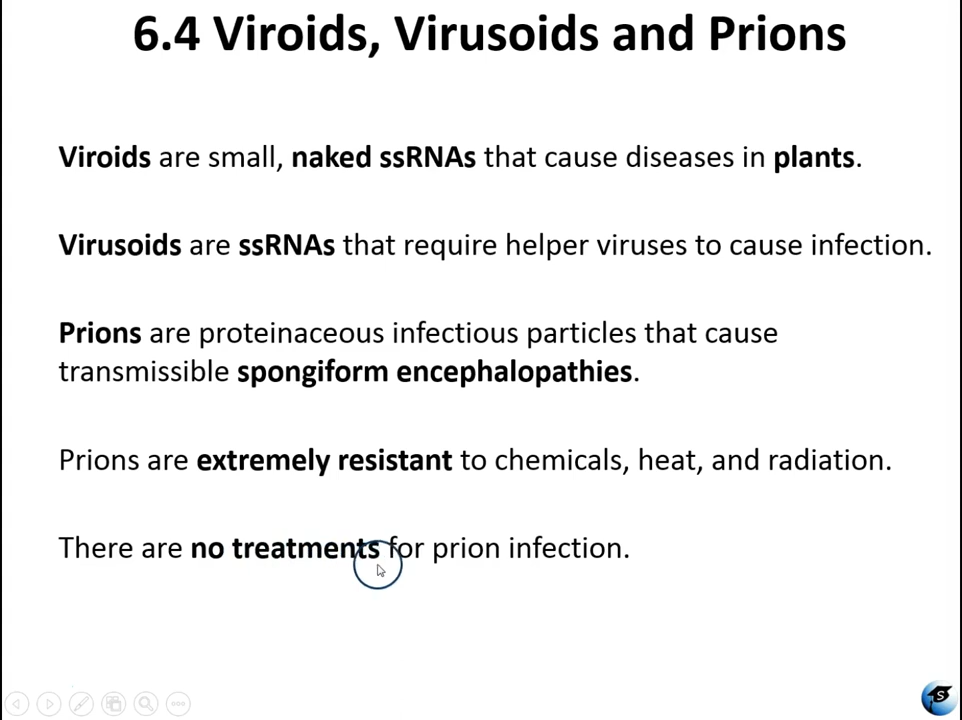 6.4 Viroids, Virusoids and Prions
Viroids are small, naked ssRNAs that cause diseases in plants.
Virusoids are ssRNAs that require helper viruses to cause infection.
Prions are proteinaceous infectious particles that cause
transmissible spongiform encephalopathies.
Prions are extremely resistant to chemicals, heat, and radiation.
There are no treatments for prion infection.
S